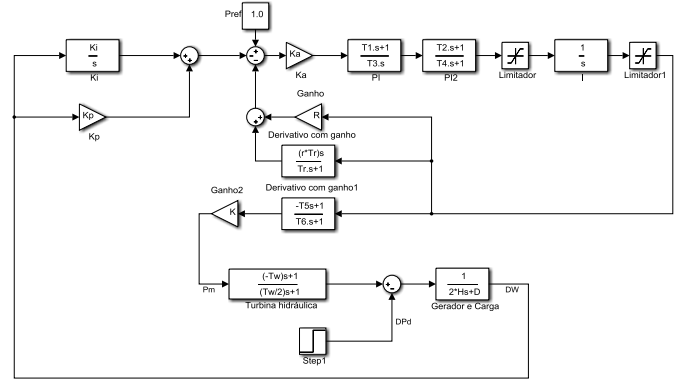 Pref
1.0
Ki
s
Ki
Ka
Ka
T1.s+1
T3.s
PI
T2.s+1
T4.s+1
PI2
Limitador
1
s
I
Limitador1
Kp
Kp
Ganho
R
Derivativo com ganho
(r*Tr)s
Tr.s+1
Derivativo com ganho1
Ganho2
K
-T5s+1
T6.s+1
Pm
(-Tw)s+1
(Tw/2)s+1
Turbina hidráulica
1
2*Hs+D
Gerador e Carga
DW
DPd
Step1